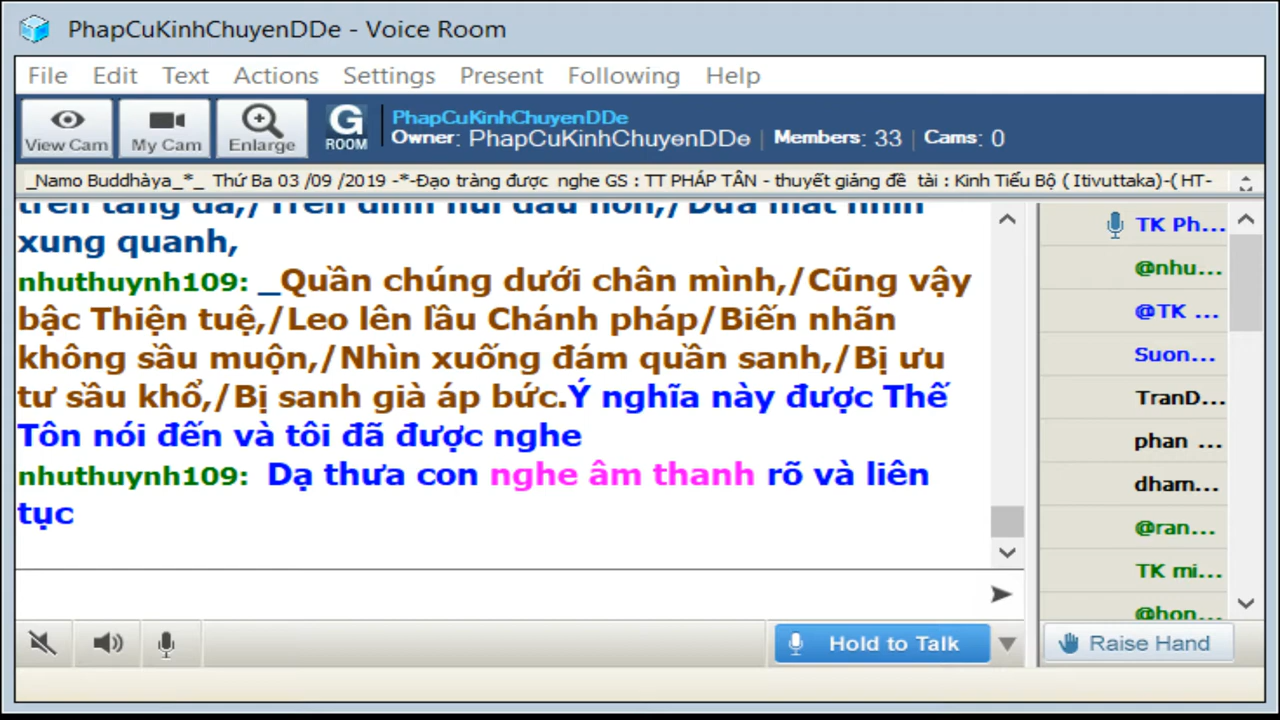 PhapCuKinhChuyenDDe - Voice Room
File Edit Text Actions Settings Present Following Help
View Cam My Cam Enlarge G ROOM
PhapCuKinhChuyenDDe
Owner: PhapCuKinhChuyenDDe | Members: 33 | Cams: 0
_Namo Buddhàya_*_ Thứ Ba 03 /09 /2019 -*-Đạo tràng được nghe GS : TT PHÁP TÂN - thuyết giảng đề tài : Kinh Tiểu Bộ ( Itivuttaka)-( HT-
xung quanh,
nhuthuynh109: _Quần chúng dưới chân mình,/Cũng vậy
bậc Thiện tuệ,/Leo lên lầu Chánh pháp/Biến nhãn
không sầu muộn,/Nhìn xuống đám quần sanh,/Bị ưu
tư sầu khổ,/Bị sanh già áp bức.Ý nghĩa này được Thế
Tôn nói đến và tôi đã được nghe
nhuthuynh109: Dạ thưa con nghe âm thanh rõ và liên
tục
TK Ph...
@nhu...
@TK ...
Suon...
TranD...
phan ...
dham...
@ran...
TK mi...
@hon...
Hold to Talk
Raise Hand